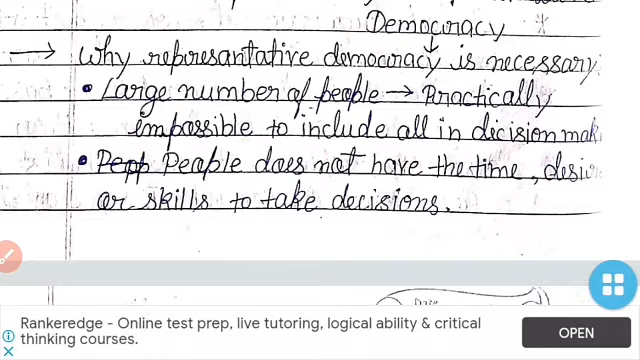 Democracy *
→ Why represantative democracy is necessary
• Large number of people → Practically
impossible to include all in decision mak
• People does not have the time, desir
or skills to take decisions.
Rankeredge - Online test prep, live tutoring, logical ability & critical
thinking courses.
OPEN